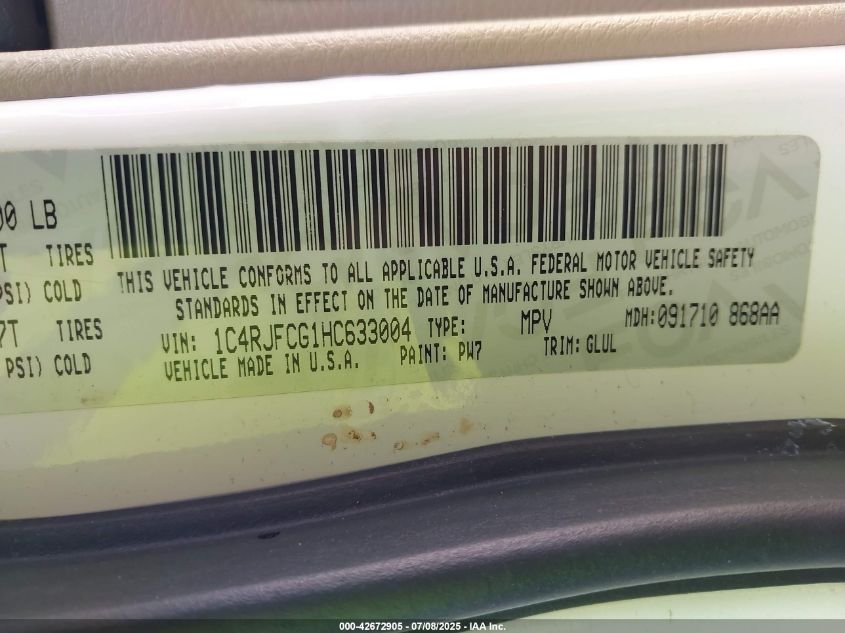 00 LB
T TIRES
PSI) COLD
7T TIRES
PSI) COLD
THIS VEHICLE CONFORMS TO ALL APPLICABLE U.S.A. FEDERAL MOTOR VEHICLE SAFETY
STANDARDS IN EFFECT ON THE DATE OF MANUFACTURE SHOWN ABOVE.
VIN: 1C4RJFCG1HC633004 TYPE: MPV MDH:091710 868AA
VEHICLE MADE IN U.S.A. PAINT: PW7 TRIM: GLUL
000-42672905 - 07/08/2025 - IAA Inc.